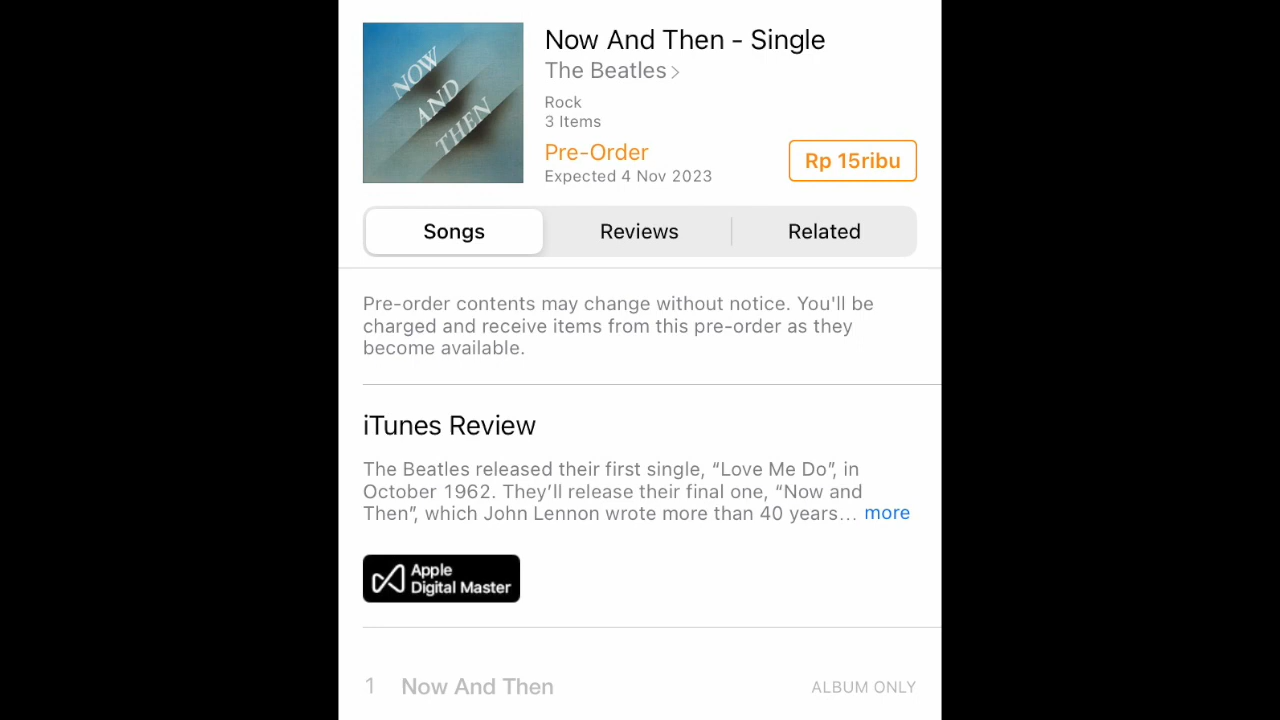 NOW
AND
THEN
Now And Then - Single
The Beatles
Rock
3 Items
Pre-Order
Expected 4 Nov 2023
Rp 15ribu
Songs
Reviews
Related
Pre-order contents may change without notice. You'll be
charged and receive items from this pre-order as they
become available.
iTunes Review
The Beatles released their first single, “Love Me Do”, in
October 1962. They’ll release their final one, “Now and
Then”, which John Lennon wrote more than 40 years… more
Apple
Digital Master
1 Now And Then ALBUM ONLY